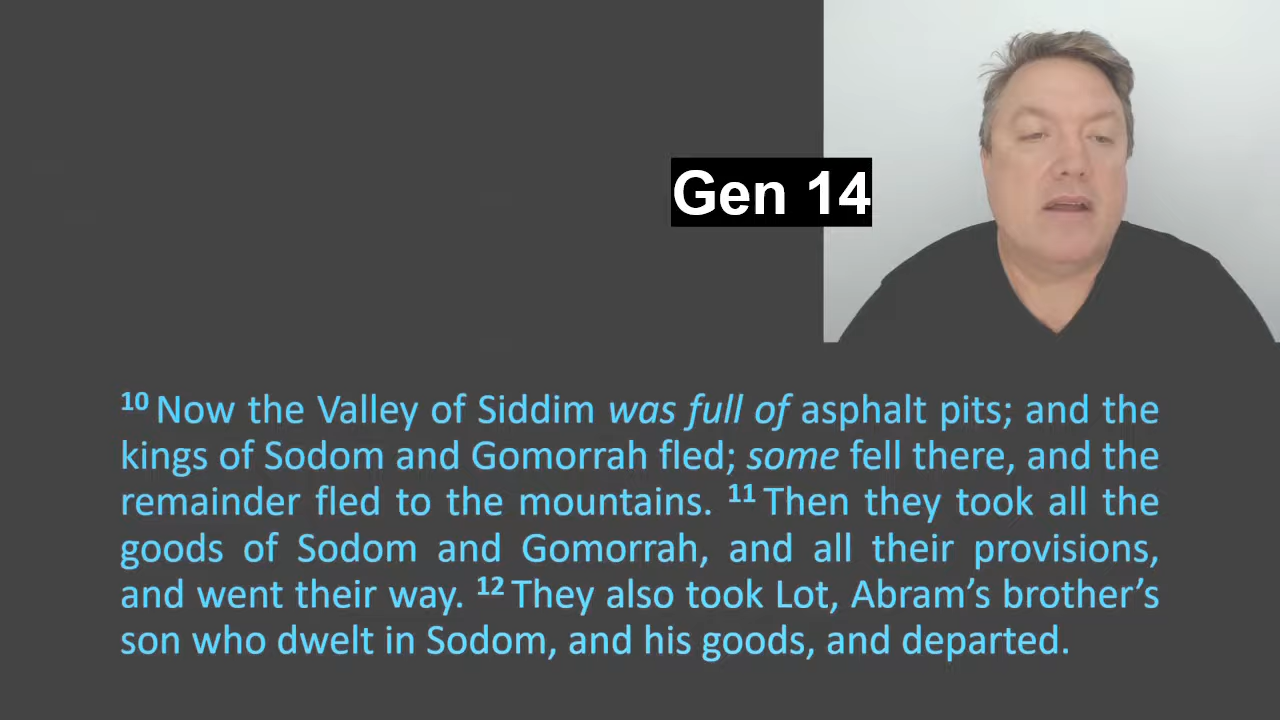 Gen 14
10 Now the Valley of Siddim was full of asphalt pits; and the
kings of Sodom and Gomorrah fled; some fell there, and the
remainder fled to the mountains. 11 Then they took all the
goods of Sodom and Gomorrah, and all their provisions,
and went their way. 12 They also took Lot, Abram’s brother’s
son who dwelt in Sodom, and his goods, and departed.